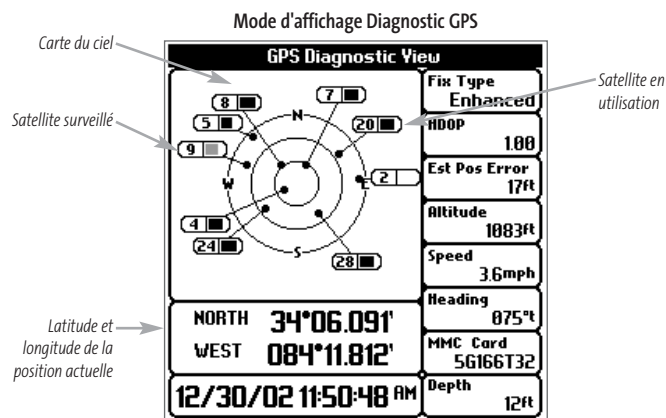 Mode d'affichage Diagnostic GPS
Carte du ciel
GPS Diagnostic View
Satellite surveillé
Satellite en
utilisation
7
8
N
5
20
9
2
W
E
4
24
S
28
Fix Type
Enhanced
HDOP
1.00
Est Pos Error
17ft
Altitude
1083ft
Speed
3.6mph
Heading
075°t
MMC Card
5G166T32
Depth
12ft
Latitude et
longitude de la
position actuelle
NORTH 34°06.091'
WEST 084°11.812'
12/30/02 11:50:48 AM